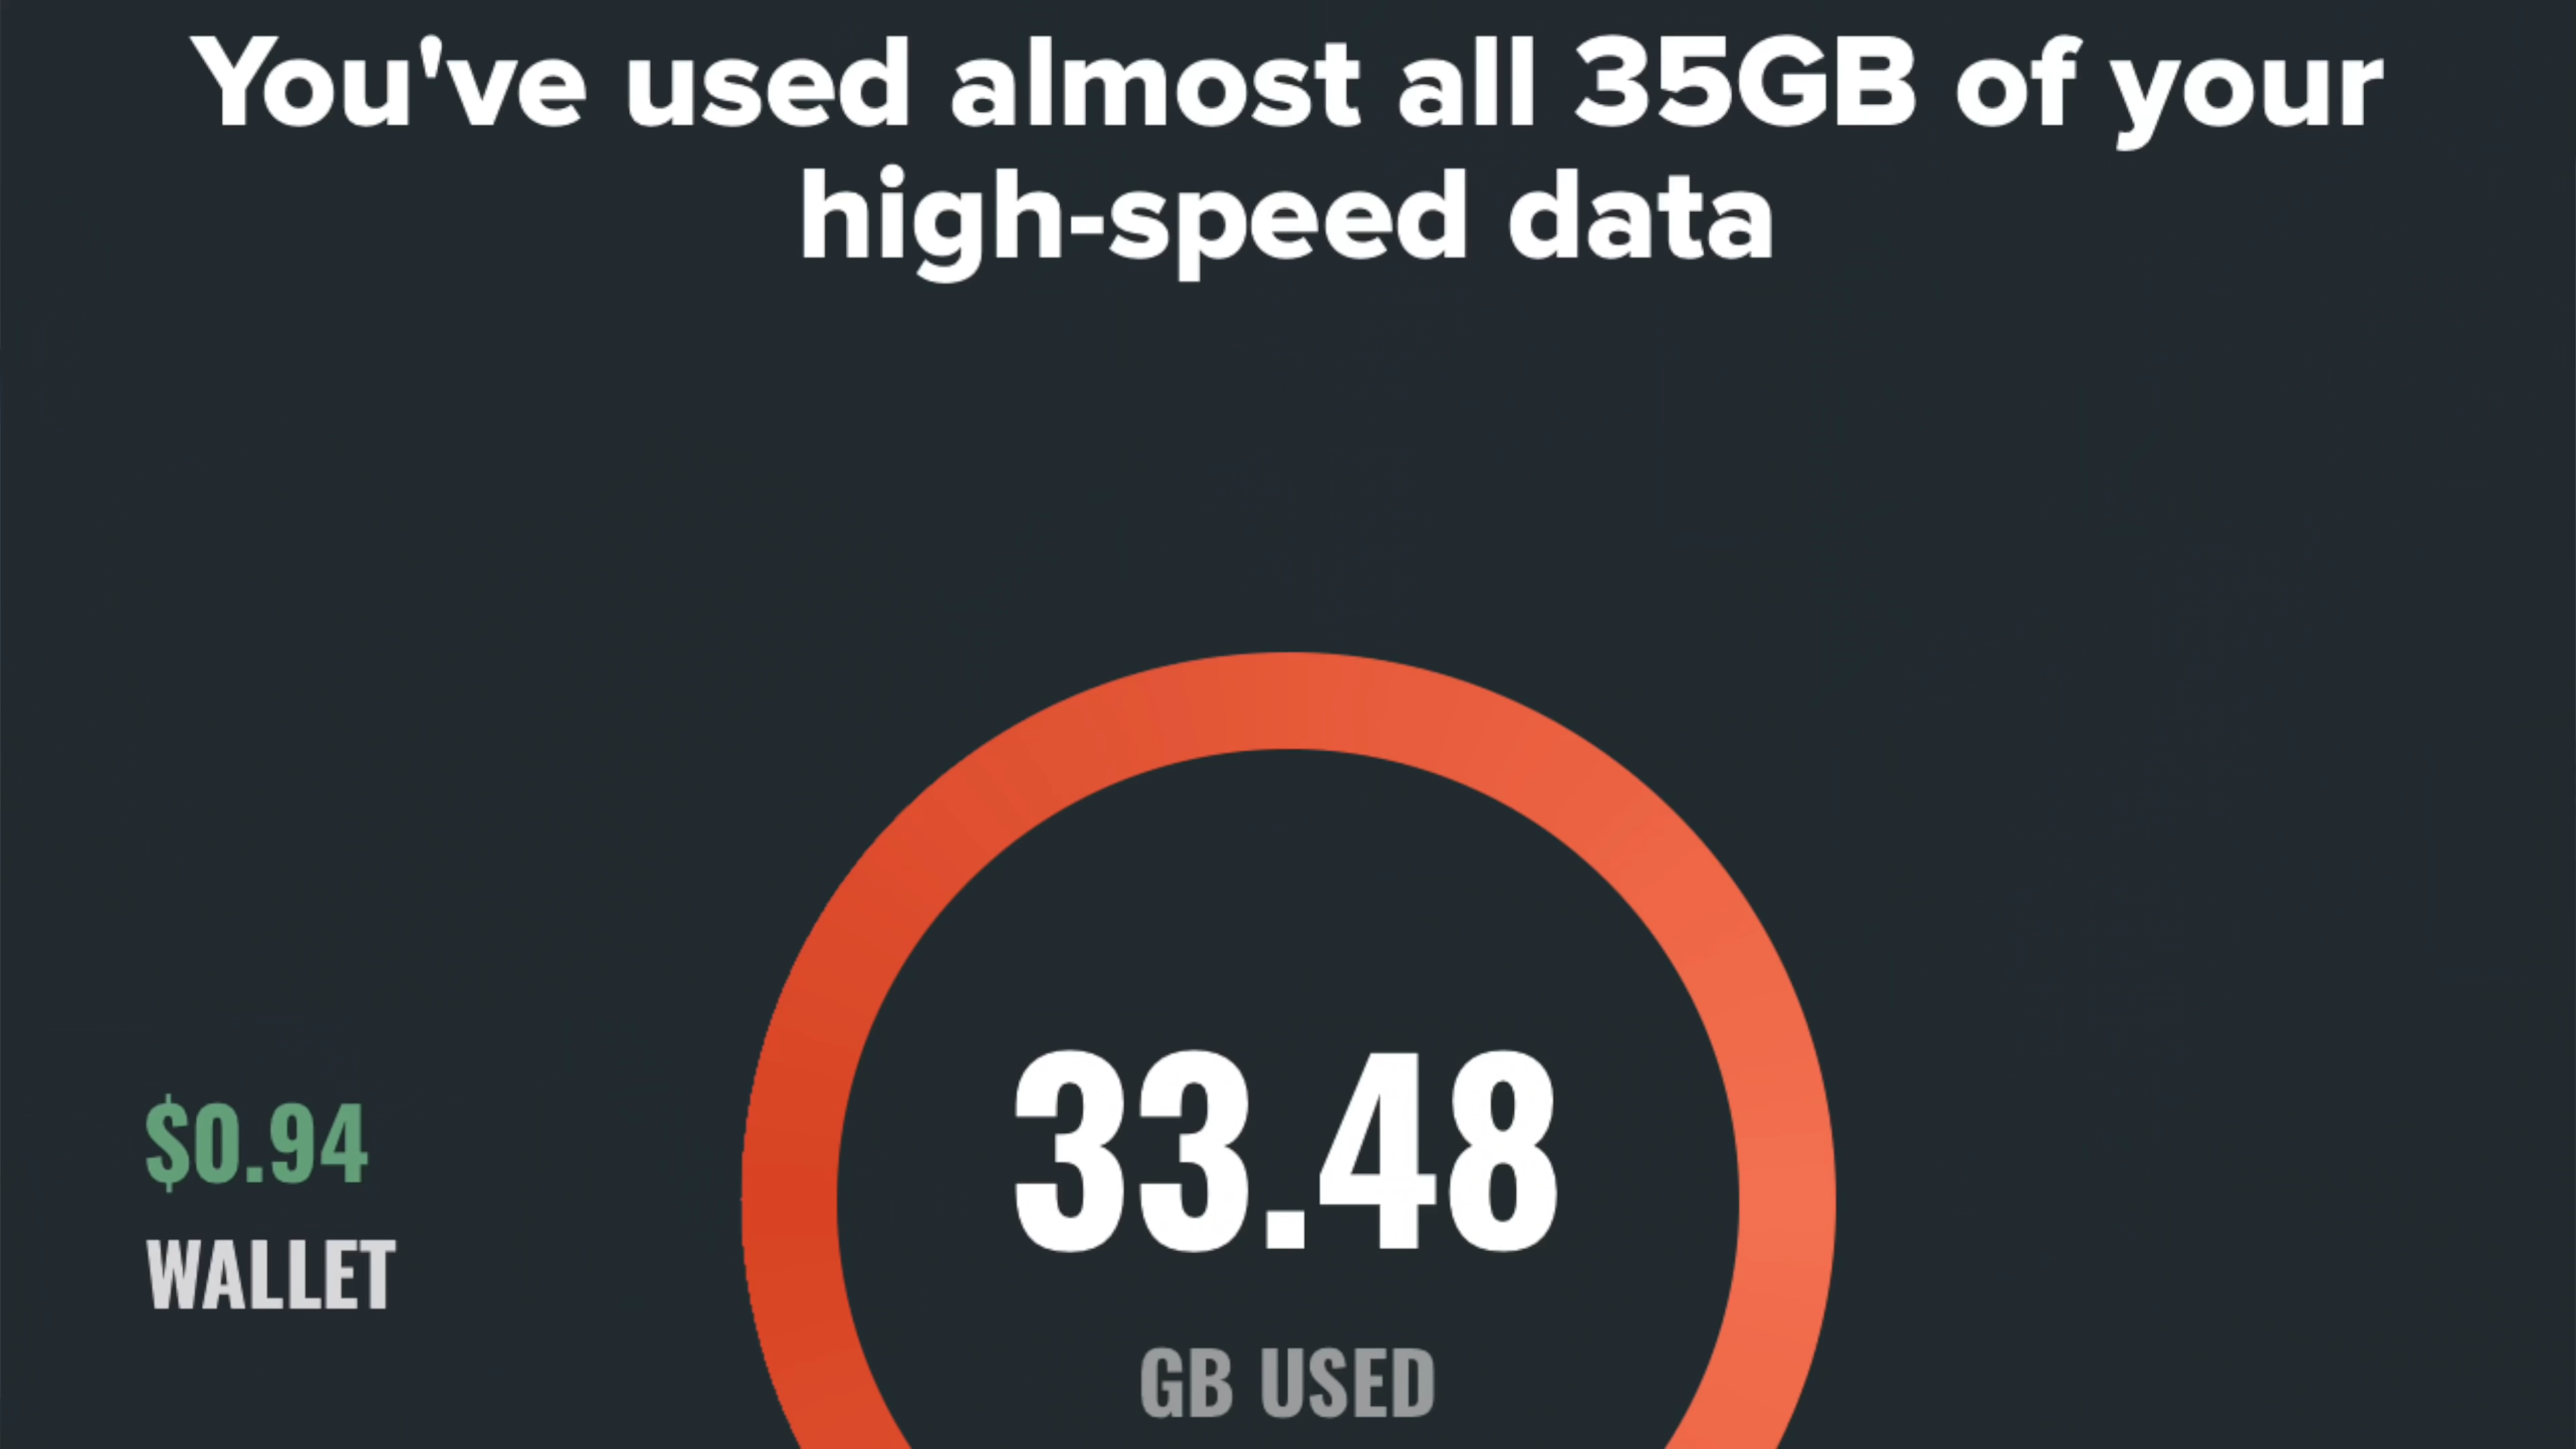 You've used almost all 35GB of your
high-speed data
$0.94
WALLET
33.48
GB USED